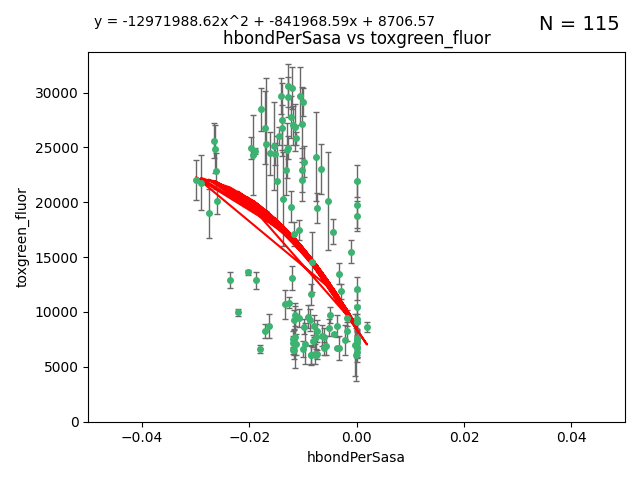 y = -12971988.62x^2 + -841968.59x + 8706.57
N = 115
hbondPerSasa vs toxgreen_fluor
30000
25000
20000
15000
10000
5000
0
toxgreen_fluor
−0.04
−0.02
0.00
0.02
0.04
hbondPerSasa